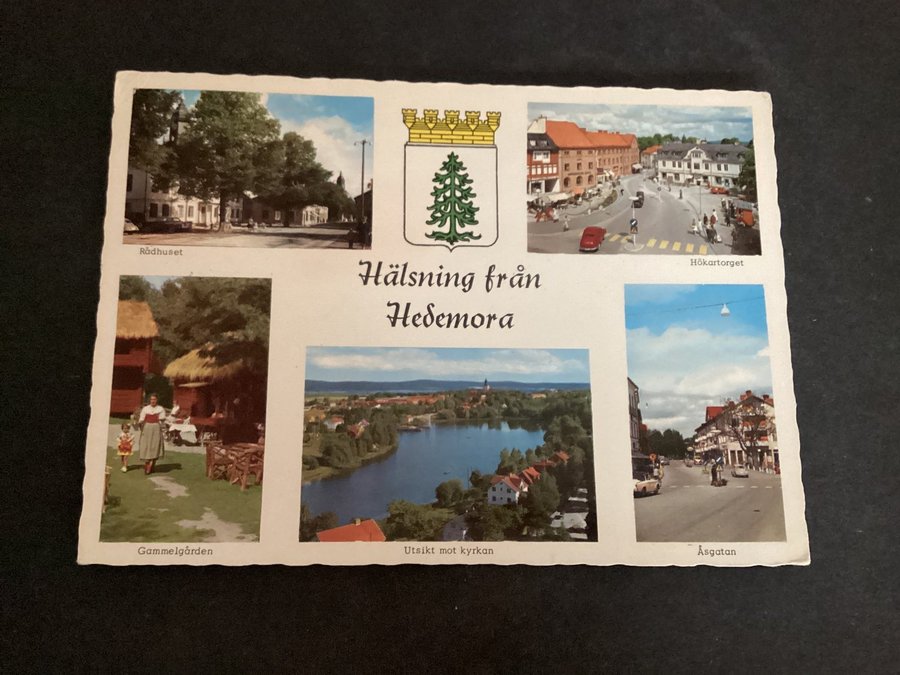 Rådhuset
Hökartorget
Hälsning från
Hedemora
Gammelgården
Utsikt mot kyrkan
Åsgatan